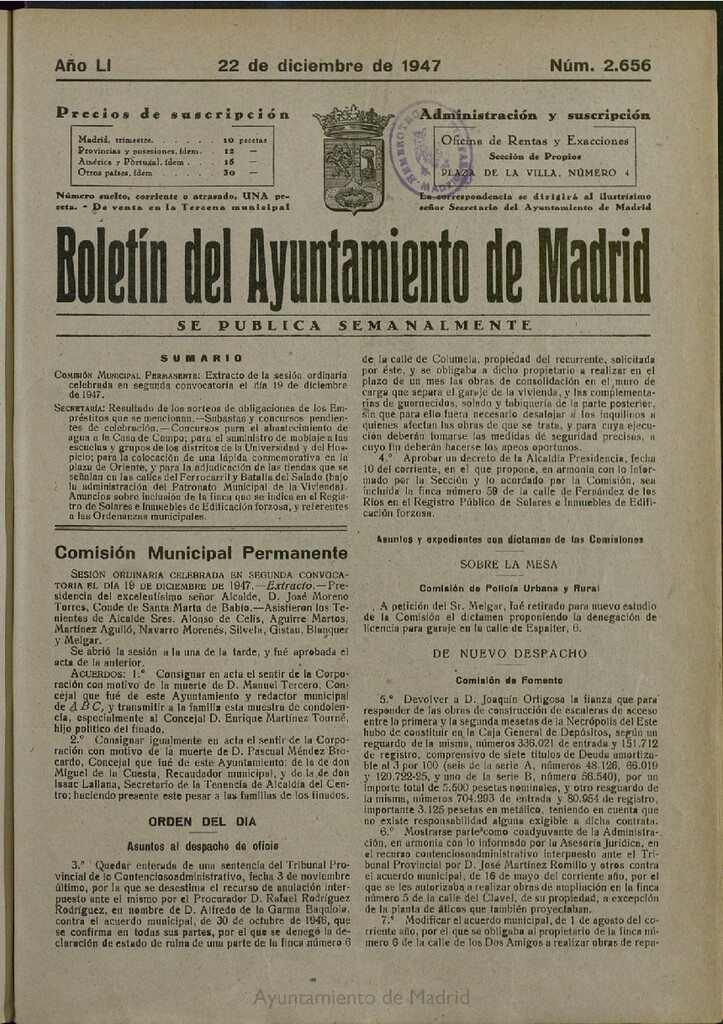 Año LI
22 de diciembre de 1947
Núm. 2.656
Precios de suscripción
Madrid, trimestre. . . . . 10 pesetas
Provincias y posesiones, ídem. . 12 —
América y Portugal, ídem . . . 15 —
Otros países, ídem . . . . . 30 —
Número suelto, corriente o atrasado, UNA pe-
seta. - De venta en la Tercena municipal
Administración y suscripción
Oficina de Rentas y Exacciones
Sección de Propios
PLAZA DE LA VILLA, NÚMERO 4
La correspondencia se dirigirá al ilustrísimo
señor Secretario del Ayuntamiento de Madrid
Boletín del Ayuntamiento de Madrid
SE PUBLICA SEMANALMENTE
SUMARIO
COMISIÓN MUNICIPAL PERMANENTE: Extracto de la sesión ordinaria
celebrada en segunda convocatoria el día 19 de diciembre
de 1947.
SECRETARÍA: Resultado de los sorteos de obligaciones de los Em-
préstitos que se mencionan.—Subastas y concursos pendien-
tes de celebración.—Concursos para el abastecimiento de
agua a la Casa de Campo; para el suministro de moblaje a las
escuelas y grupos de los distritos de la Universidad y del Hos-
picio; para la colocación de una lápida conmemorativa en la
plaza de Oriente, y para la adjudicación de las tiendas que se
señalan en las calles del Ferrocarril y Batalla del Salado (bajo
la administración del Patronato Municipal de la Vivienda).
Anuncios sobre inclusión de la finca que se indica en el Regis-
tro de Solares e Inmuebles de Edificación forzosa, y referentes
a las Ordenanzas municipales.
Comisión Municipal Permanente
SESIÓN ORDINARIA CELEBRADA EN SEGUNDA CONVOCA-
TORIA EL DÍA 19 DE DICIEMBRE DE 1947.—Extracto.—Pre-
sidencia del excelentísimo señor Alcalde, D. José Moreno
Torres, Conde de Santa Marta de Babío.—Asistieron los Te-
nientes de Alcalde Sres. Alonso de Celis, Aguirre Martos,
Martínez Agulló, Navarro Morenés, Silvela, Gistau, Blánquer
y Melgar.
Se abrió la sesión a la una de la tarde, y fué aprobada el
acta de la anterior.
ACUERDOS: 1.º Consignar en acta el sentir de la Corpo-
ración con motivo de la muerte de D. Manuel Tercero, Con-
cejal que fué de este Ayuntamiento y redactor municipal
de A B C, y transmitir a la familia esta muestra de condolen-
cia, especialmente al Concejal D. Enrique Martínez Tourné,
hijo político del finado.
2.º Consignar igualmente en acta el sentir de la Corpo-
ración con motivo de la muerte de D. Pascual Méndez Bro-
cardo, Concejal que fué de este Ayuntamiento; de la de don
Miguel de la Cuesta, Recaudador municipal, y de la de don
Isaac Lallana, Secretario de la Tenencia de Alcaldía del Cen-
tro; haciendo presente este pesar a las familias de los finados.
ORDEN DEL DIA
Asuntos al despacho de oficio
3.º Quedar enterada de una sentencia del Tribunal Pro-
vincial de lo Contenciosoadministrativo, fecha 3 de noviembre
último, por la que se desestima el recurso de anulación inter-
puesto ante el mismo por el Procurador D. Rafael Rodríguez
Rodríguez, en nombre de D. Alfredo de la Garma Baquiola,
contra el acuerdo municipal, de 30 de octubre de 1946, que
se confirma en todas sus partes, por el que se denegó la de-
claración de estado de ruina de una parte de la finca número 6
de la calle de Columela, propiedad del recurrente, solicitada
por éste, y se obligaba a dicho propietario a realizar en el
plazo de un mes las obras de consolidación en el muro de
carga que separa el garaje de la vivienda, y las complementa-
rias de guarnecidos, solado y tabiquería de la parte posterior,
sin que para ello fuera necesario desalojar a los inquilinos a
quienes afectan las obras de que se trata, y para cuya ejecu-
ción deberán tomarse las medidas de seguridad precisas, a
cuyo fin deberán hacerse los apeos oportunos.
4.º Aprobar un decreto de la Alcaldía Presidencia, fecha
10 del corriente, en el que propone, en armonía con lo infor-
mado por la Sección y lo acordado por la Comisión, sea
incluída la finca número 59 de la calle de Fernández de los
Ríos en el Registro Público de Solares e Inmuebles de Edifi-
cación forzosa.
Asuntos y expedientes con dictamen de las Comisiones
SOBRE LA MESA
Comisión de Policía Urbana y Rural
A petición del Sr. Melgar, fué retirado para nuevo estudio
de la Comisión el dictamen proponiendo la denegación de
licencia para garaje en la calle de Espalter, 6.
DE NUEVO DESPACHO
Comisión de Fomento
5.º Devolver a D. Joaquín Ortigosa la fianza que para
responder de las obras de construcción de escaleras de acceso
entre la primera y la segunda mesetas de la Necrópolis del Este
hubo de constituir en la Caja General de Depósitos, según un
resguardo de la misma, números 336.021 de entrada y 151.712
de registro, comprensivo de siete títulos de Deuda amortiza-
ble al 3 por 100 (seis de la serie A, números 48.126, 66.019
y 120.722-25, y uno de la serie B, número 56.540), por un
importe total de 5.500 pesetas nominales, y otro resguardo de
la misma, números 704.293 de entrada y 80.954 de registro,
importante 3.125 pesetas en metálico, teniendo en cuenta que
no existe responsabilidad alguna exigible a dicha contrata.
6.º Mostrarse parte como coadyuvante de la Administra-
ción, en armonía con lo informado por la Asesoría Jurídica, en
el recurso contenciosoadministrativo interpuesto ante el Tri-
bunal Provincial por D. José Martínez Romillo y otros contra
el acuerdo municipal, de 16 de mayo del corriente año, por el
que se les autorizaba a realizar obras de ampliación en la finca
número 5 de la calle del Clavel, de su propiedad, a excepción
de la planta de áticos que también proyectaban.
7.º Modificar el acuerdo municipal, de 1 de agosto del co-
rriente año, por el que se obligaba al propietario de la finca nú-
mero 6 de la calle de los Dos Amigos a realizar obras de repa-
Ayuntamiento de Madrid